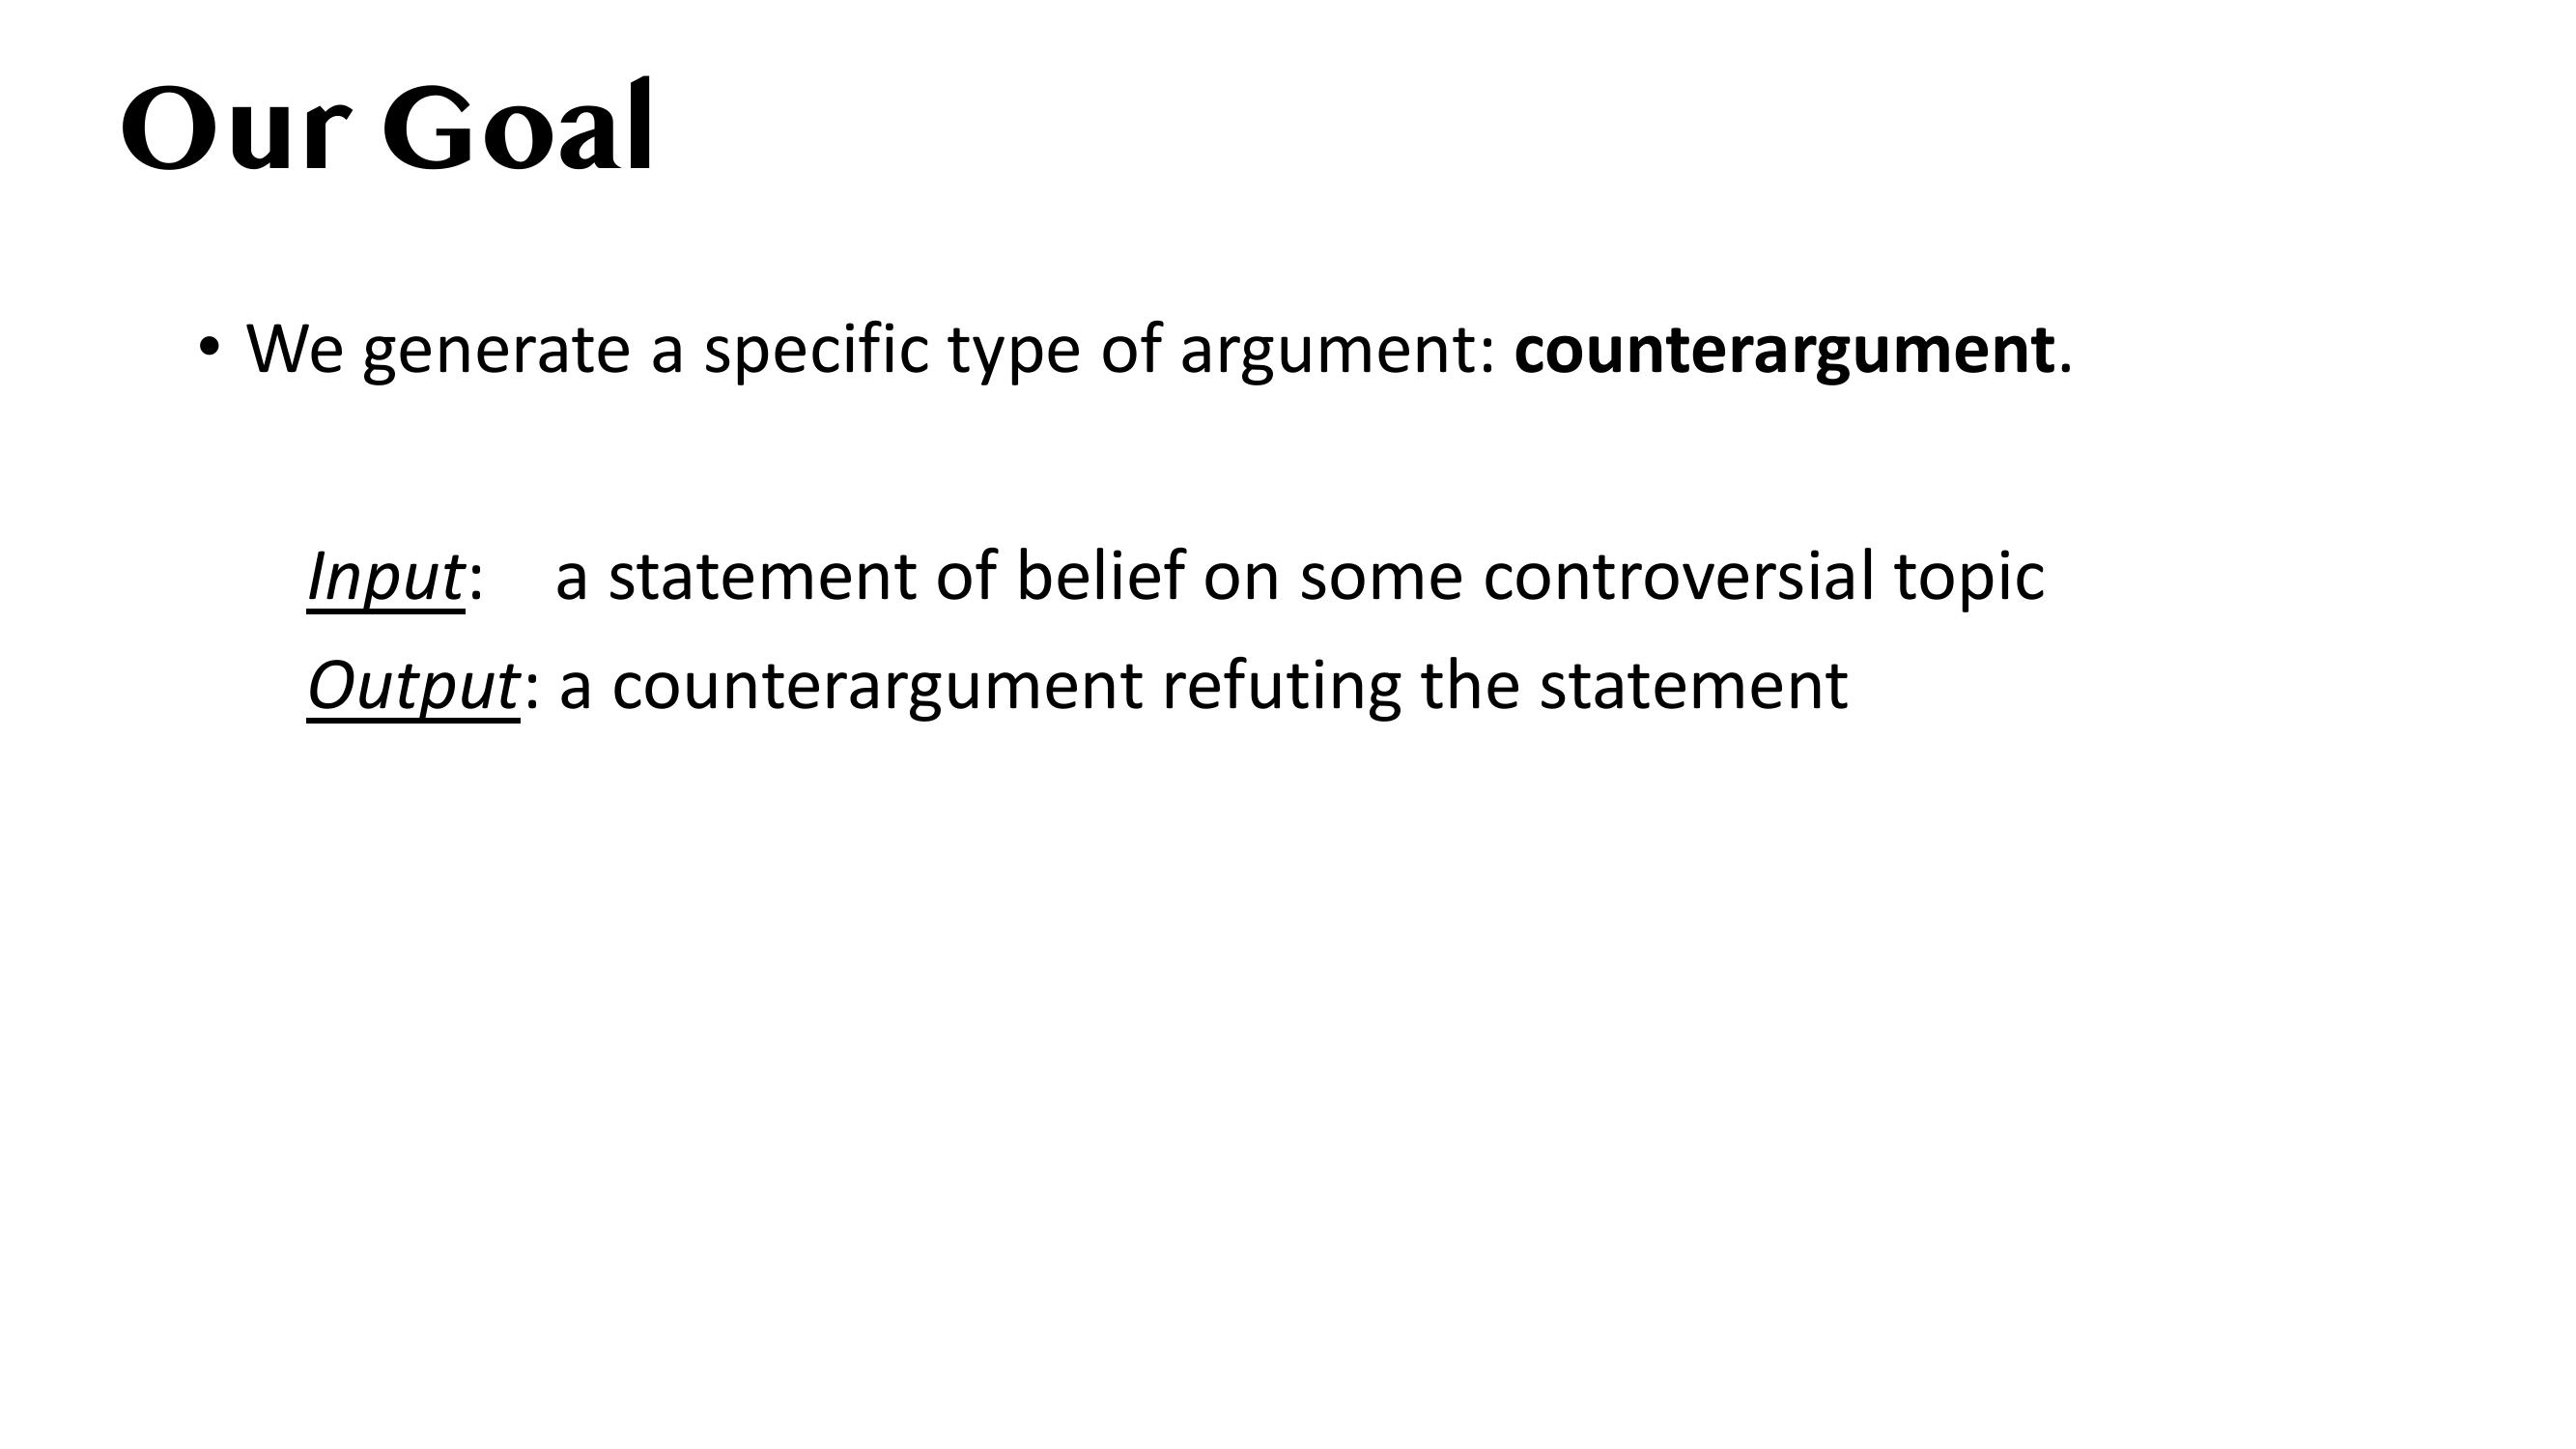 Our Goal
• We generate a specific type of argument: counterargument.
Input: a statement of belief on some controversial topic
Output: a counterargument refuting the statement